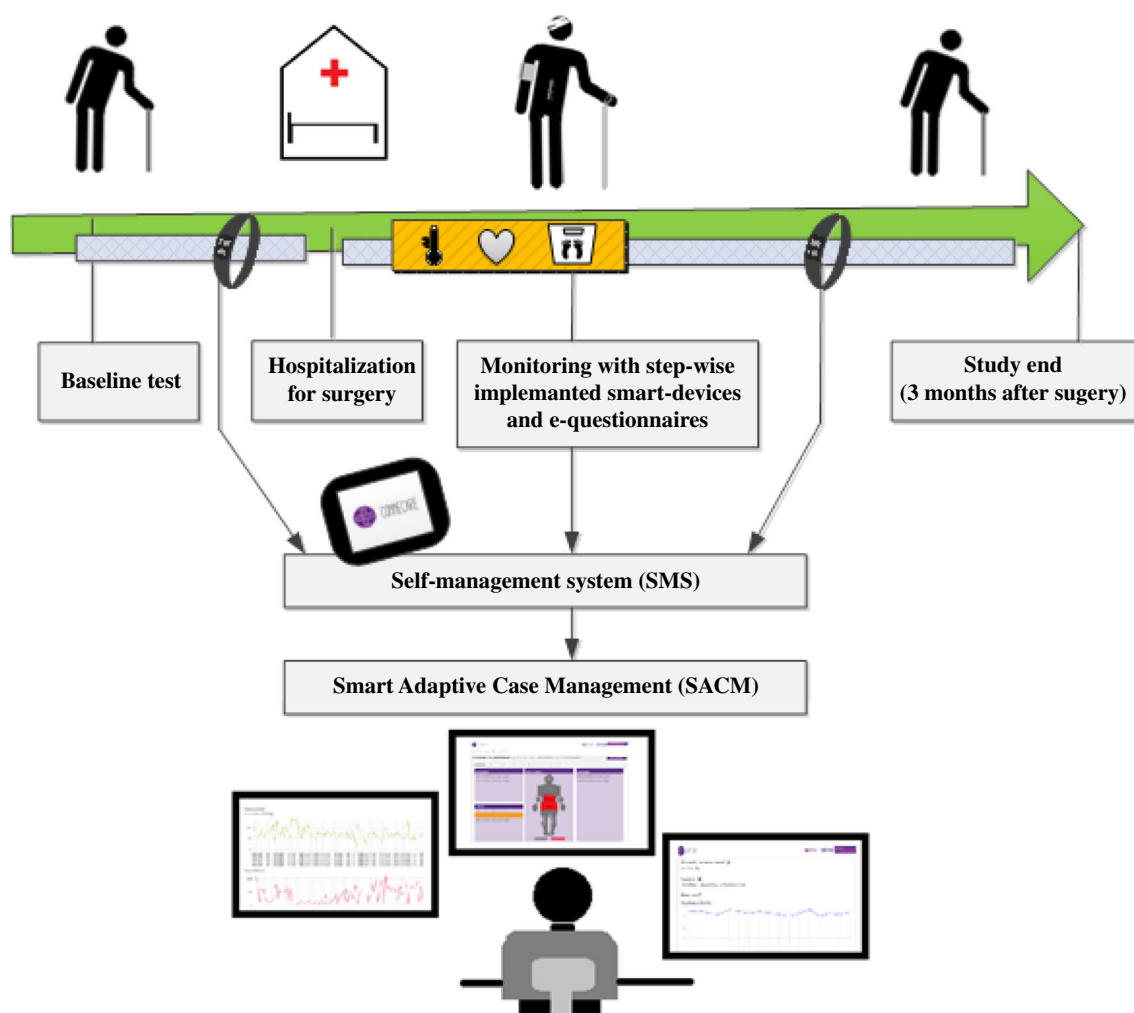 Baseline test
Hospitalization
for surgery
Monitoring with step-wise
implemanted smart-devices
and e-questionnaires
Study end
(3 months after sugery)
CONNECARE
Self-management system (SMS)
Smart Adaptive Case Management (SACM)